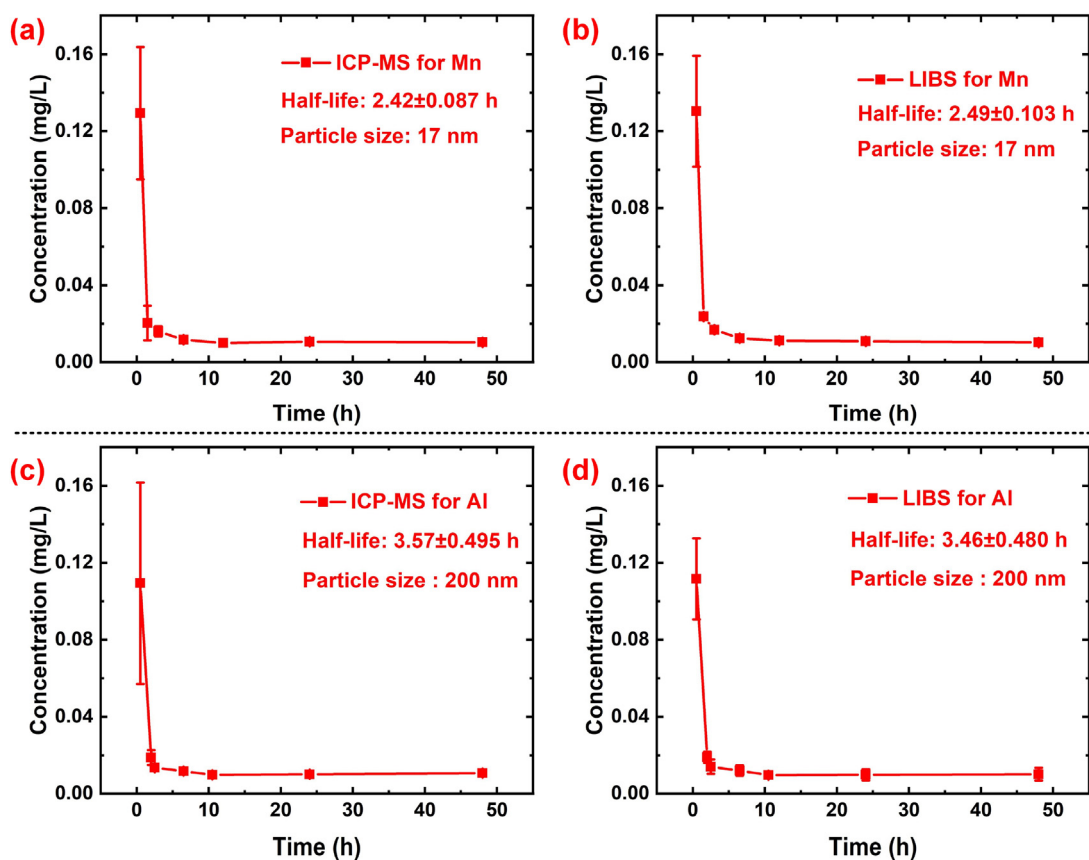 (a)
ICP-MS for Mn
Half-life: 2.42±0.087 h
Particle size: 17 nm
Concentration (mg/L)
0.16
0.12
0.08
0.04
0.00
0 10 20 30 40 50
Time (h)
(b)
LIBS for Mn
Half-life: 2.49±0.103 h
Particle size: 17 nm
Concentration (mg/L)
0.16
0.12
0.08
0.04
0.00
0 10 20 30 40 50
Time (h)
(c)
ICP-MS for Al
Half-life: 3.57±0.495 h
Particle size : 200 nm
Concentration (mg/L)
0.16
0.12
0.08
0.04
0.00
0 10 20 30 40 50
Time (h)
(d)
LIBS for Al
Half-life: 3.46±0.480 h
Particle size : 200 nm
Concentration (mg/L)
0.16
0.12
0.08
0.04
0.00
0 10 20 30 40 50
Time (h)